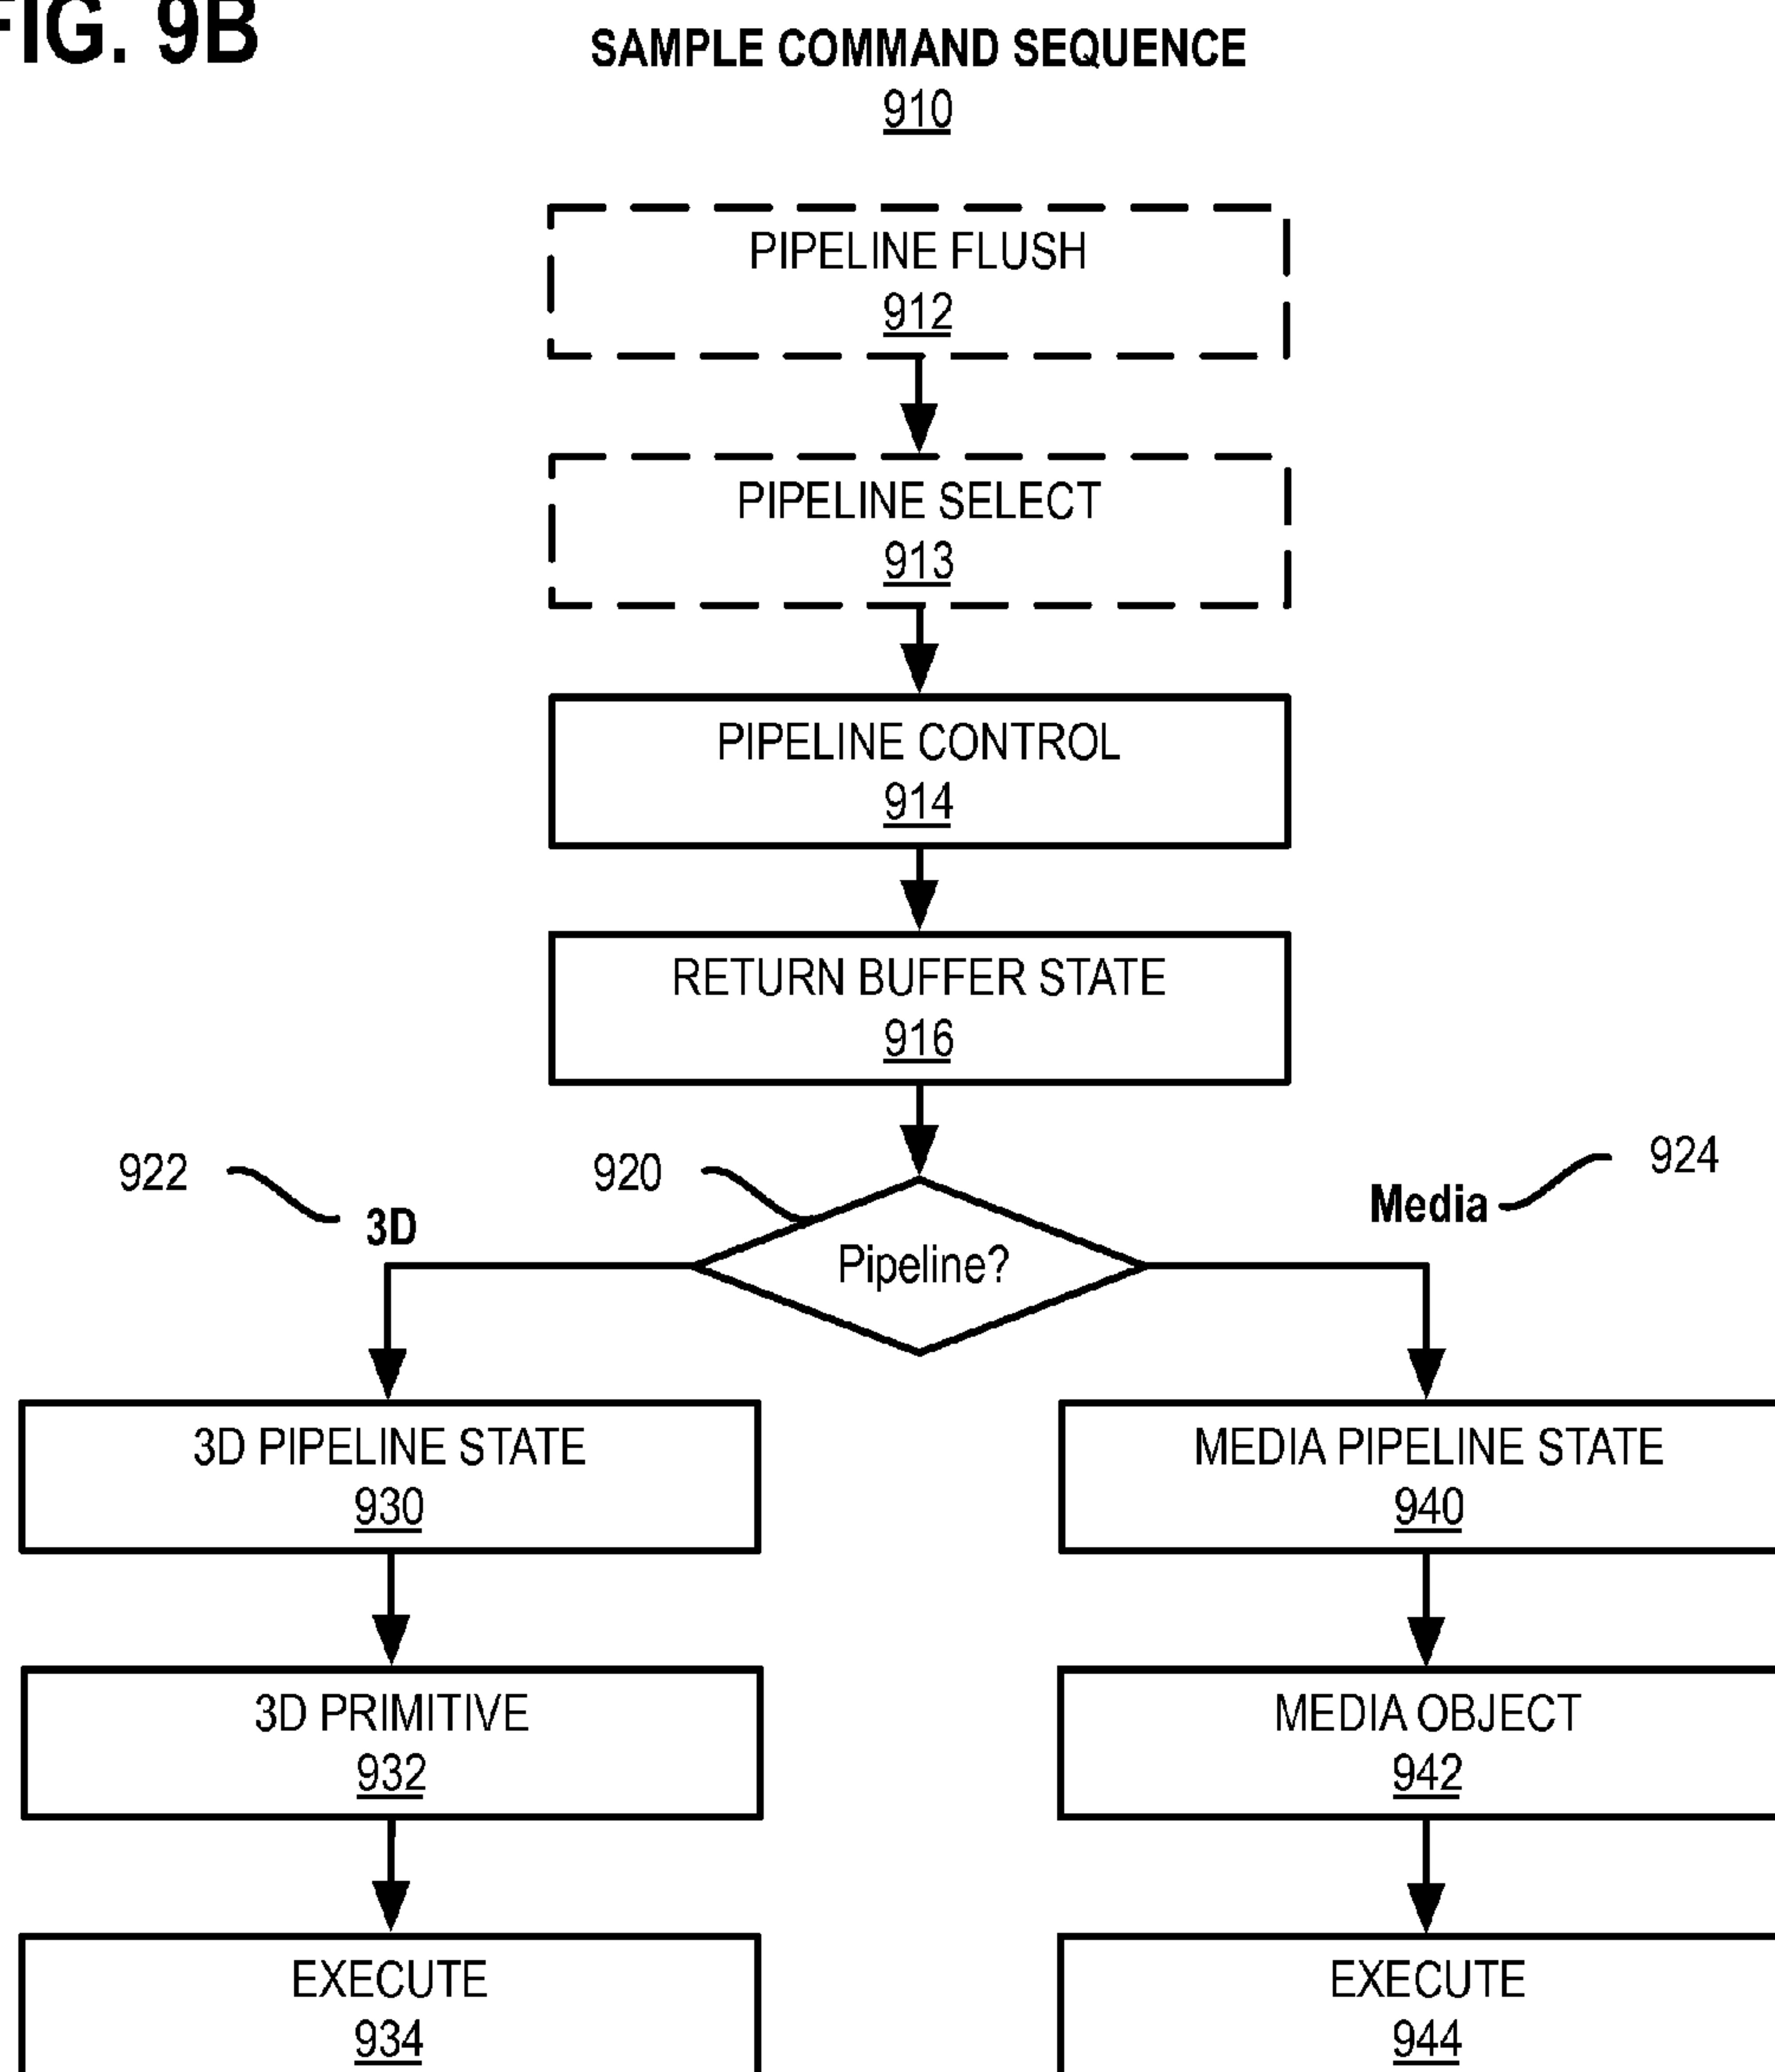 FIG. 9B
SAMPLE COMMAND SEQUENCE
910
PIPELINE FLUSH
912
PIPELINE SELECT
913
PIPELINE CONTROL
914
RETURN BUFFER STATE
916
922
920
924
3D
Media
Pipeline?
3D PIPELINE STATE
930
MEDIA PIPELINE STATE
940
3D PRIMITIVE
932
MEDIA OBJECT
942
EXECUTE
934
EXECUTE
944